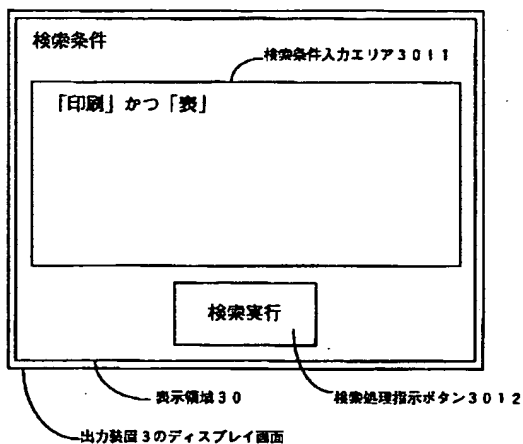 検索条件
検索条件入力エリア3011
「印刷」かつ「表」
検索実行
表示領域30
検索処理指示ボタン3012
出力装置3のディスプレイ画面